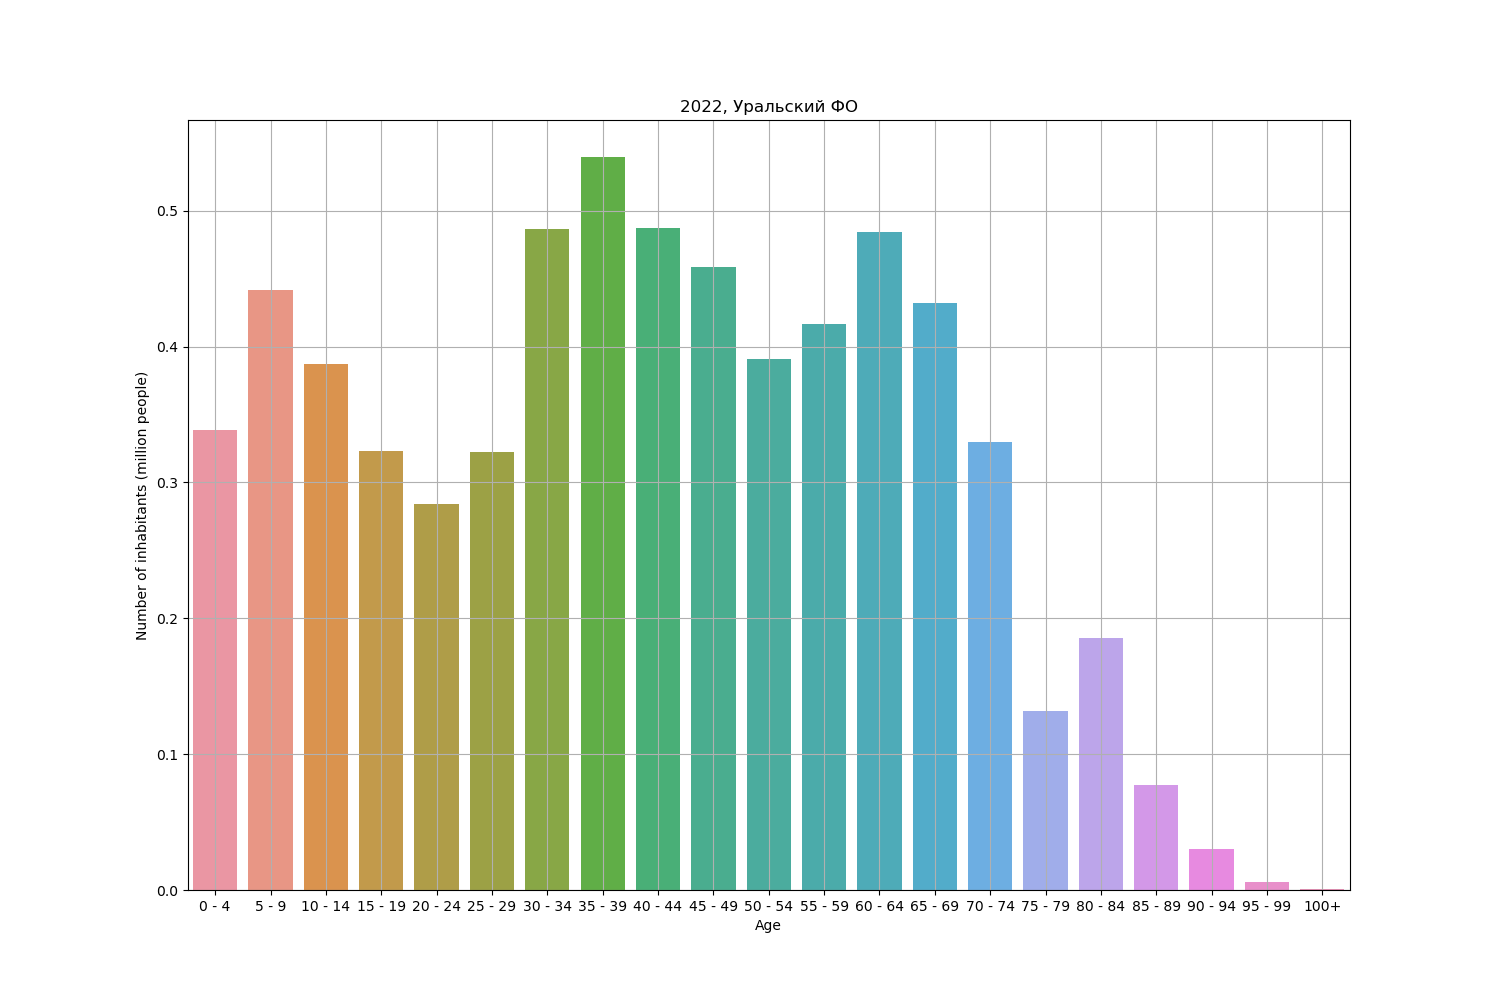 2022, Уральский ФО
Number of inhabitants (million people)
0.5
0.4
0.3
0.2
0.1
0.0
0 - 4 5 - 9 10 - 14 15 - 19 20 - 24 25 - 29 30 - 34 35 - 39 40 - 44 45 - 49 50 - 54 55 - 59 60 - 64 65 - 69 70 - 74 75 - 79 80 - 84 85 - 89 90 - 94 95 - 99 100+
Age